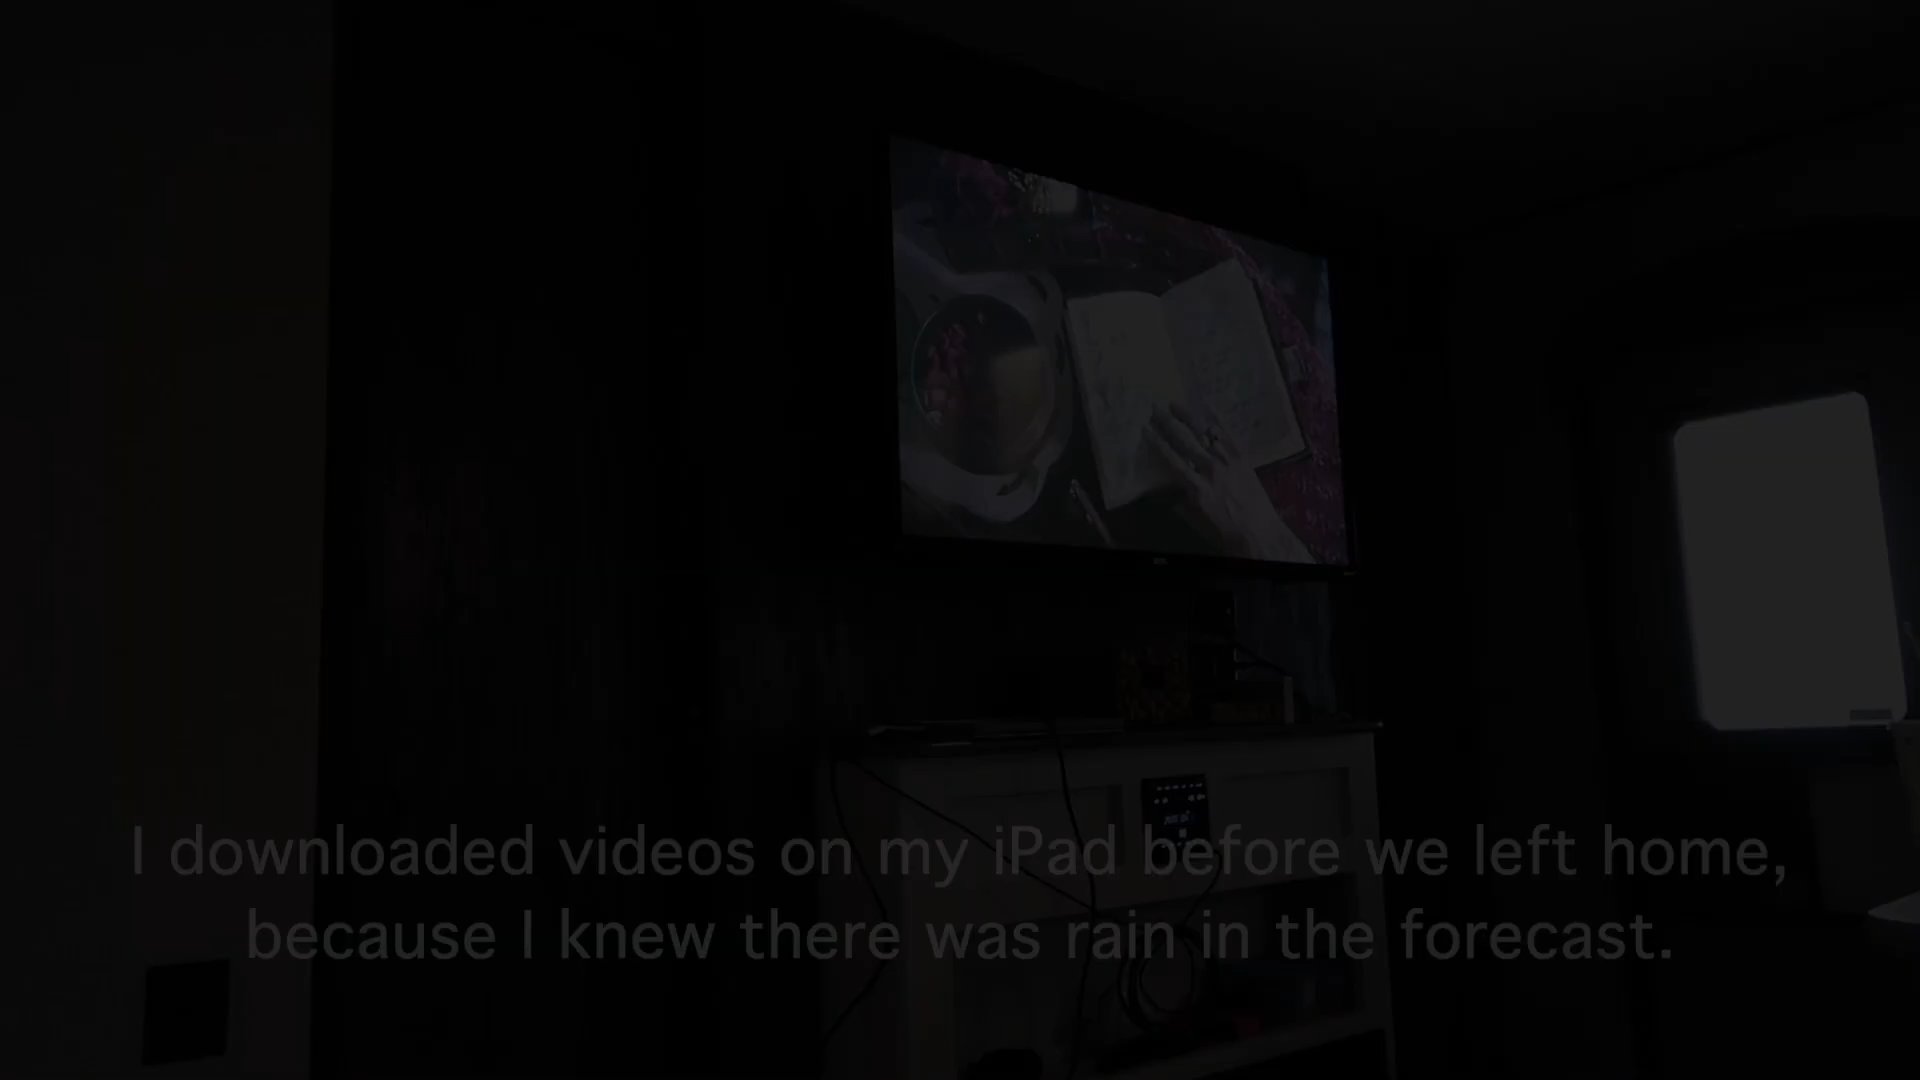 I downloaded videos on my iPad before we left home,
because I knew there was rain in the forecast.